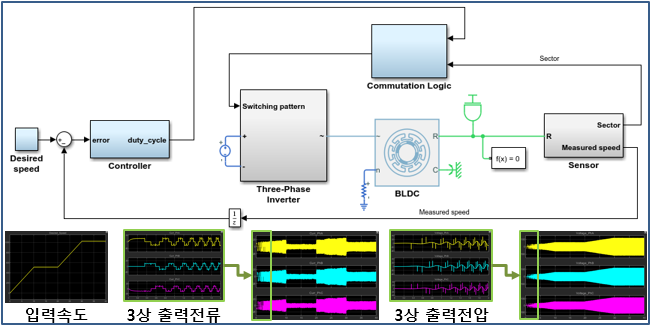 Sector
Commutation Logic
Switching pattern
+
-
~
Three-Phase
Inverter
R
n
C
BLDC
f(x) = 0
R
Sector
Measured speed
Sensor
Desired
speed
error
duty_cycle
Controller
1
z
Measured speed
입력속도
3상 출력전류
3상 출력전압